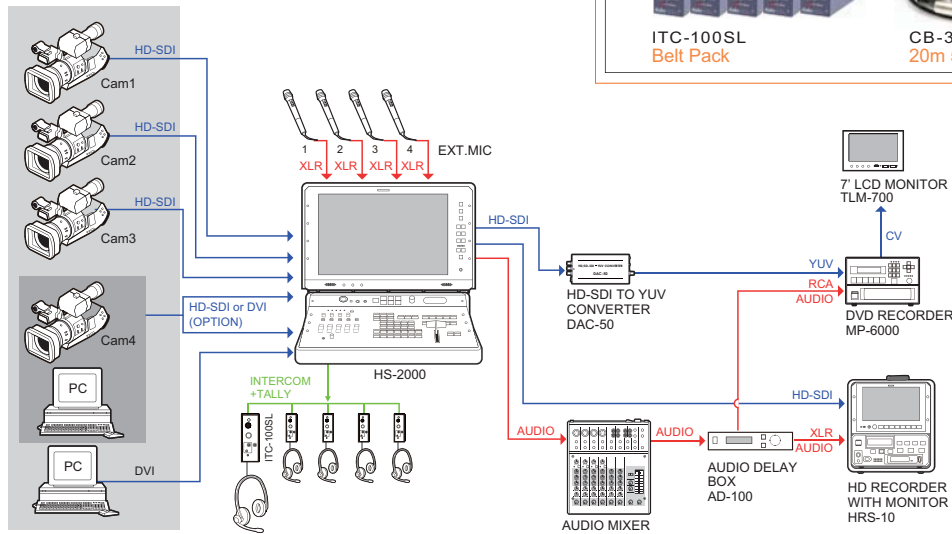 ITC-100SL
Belt Pack
CB-3
20m
HD-SDI
Cam1
HD-SDI
Cam2
HD-SDI
Cam3
Cam4
HD-SDI or DVI
(OPTION)
PC
PC
DVI
1 2 3 4 EXT.MIC
XLR XLR XLR XLR
HS-2000
INTERCOM
+TALLY
ITC-100SL
HD-SDI
HD-SDI TO YUV
CONVERTER
DAC-50
7' LCD MONITOR
TLM-700
CV
YUV
RCA
AUDIO
DVD RECORDER
MP-6000
HD-SDI
AUDIO
AUDIO MIXER
AUDIO
AUDIO DELAY
BOX
AD-100
XLR
AUDIO
HD RECORDER
WITH MONITOR
HRS-10